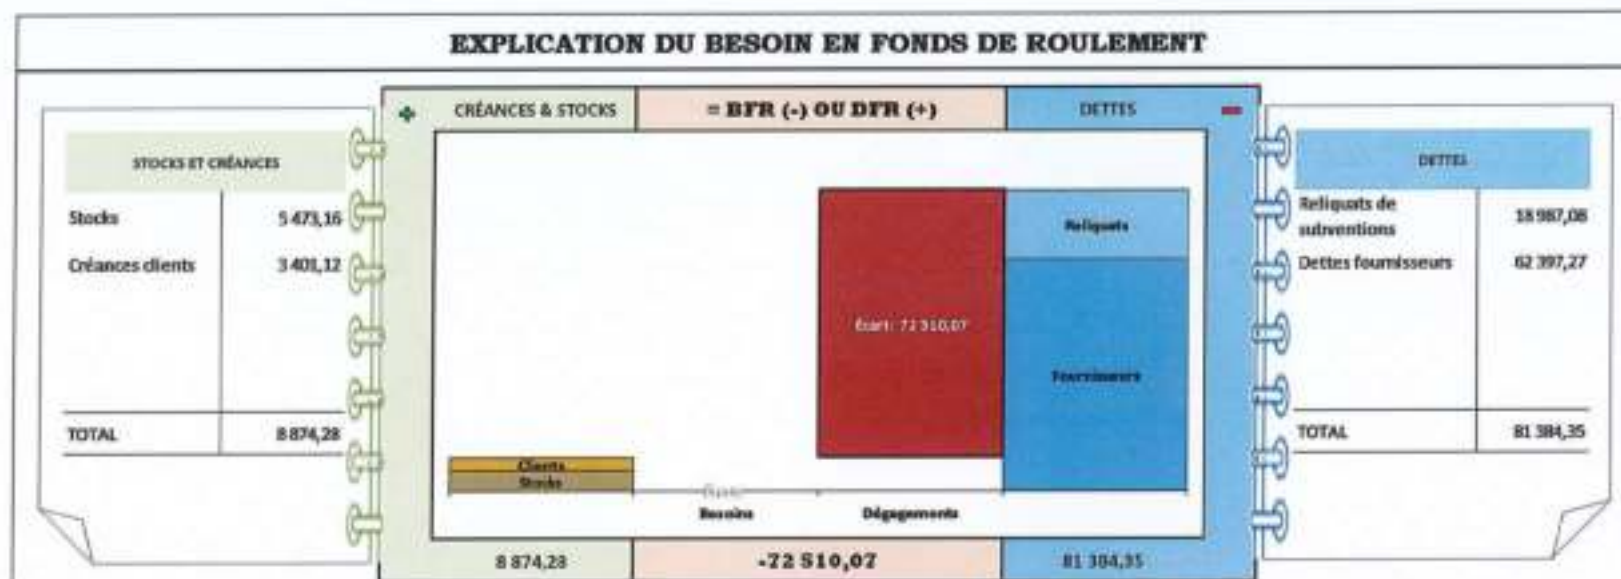 EXPLICATION DU BESOIN EN FONDS DE ROULEMENT
+ CRÉANCES & STOCKS = BFR (-) OU DFR (+) DETTES -
STOCKS ET CRÉANCES
Stocks 5 473,16
Créances clients 3 401,12
TOTAL 8 874,28
Reliquats
Écart: 72 510,07
Fournisseurs
Clients
Stocks
Besoins Dégagements
8 874,28 -72 510,07 81 384,35
DETTES
Reliquats de
subventions 18 987,08
Dettes fournisseurs 62 397,27
TOTAL 81 384,35